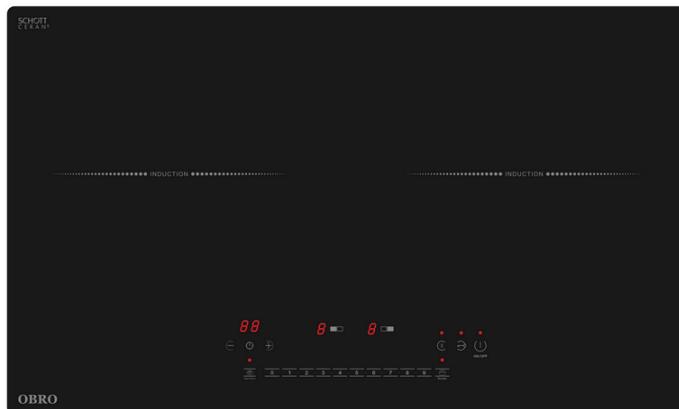 SCHOTT
CERAN®
INDUCTION INDUCTION
88 8 8
ON/OFF
0 1 2 3 4 5 6 7 8 9
OBRO